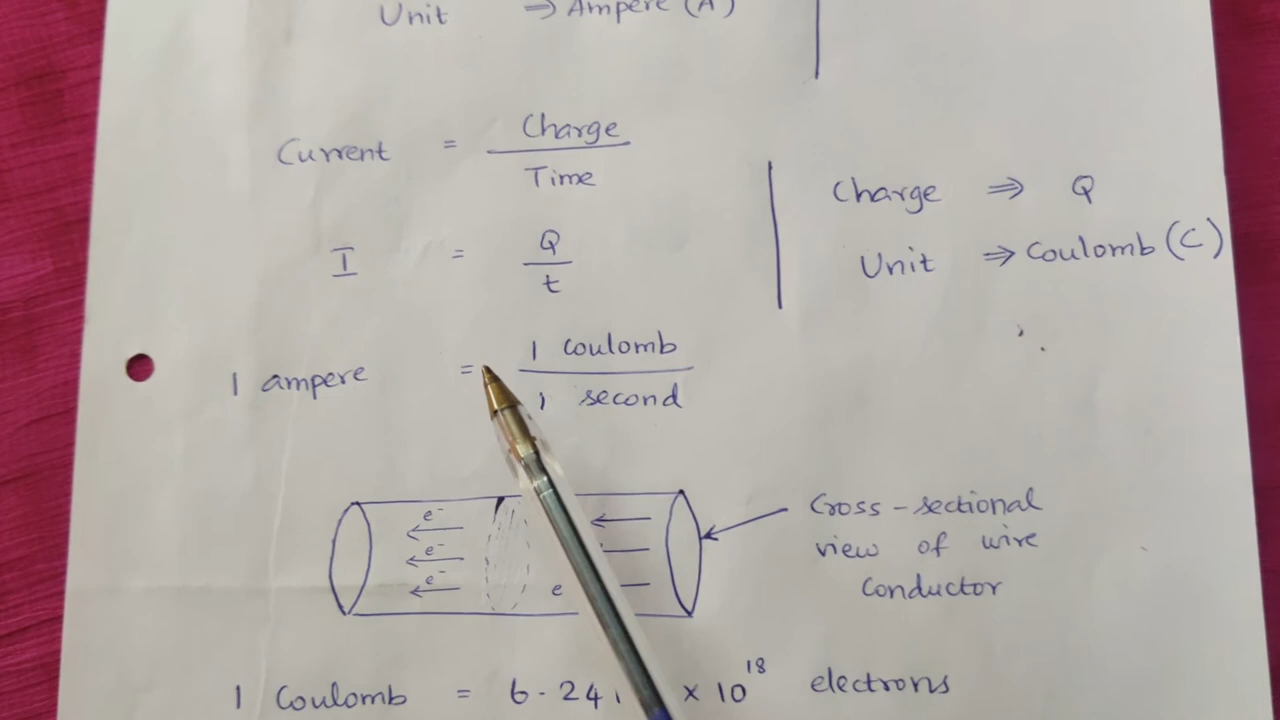 Unit ⇒ Ampere (A)
Current = Charge / Time
I = Q / t
Charge ⇒ Q
Unit ⇒ Coulomb (C)
1 ampere = 1 coulomb / 1 second
e⁻
e⁻
e⁻
e
Cross-sectional
view of wire
conductor
1 Coulomb = 6.24 × 10¹⁸ electrons